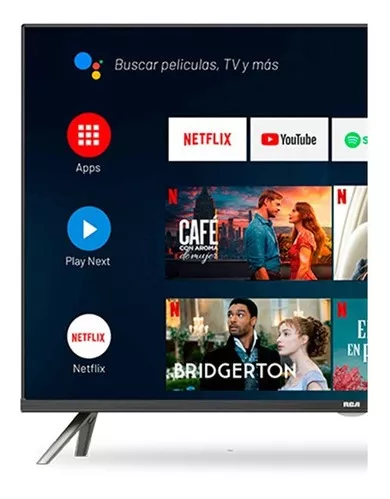 Buscar peliculas, TV y más
NETFLIX
YouTube
S
Apps
N
N
CAFÉ
CON AROMA
de mujer
Play Next
NETFLIX
Netflix
N
N
BRIDGERTON
E
EN P
RCA